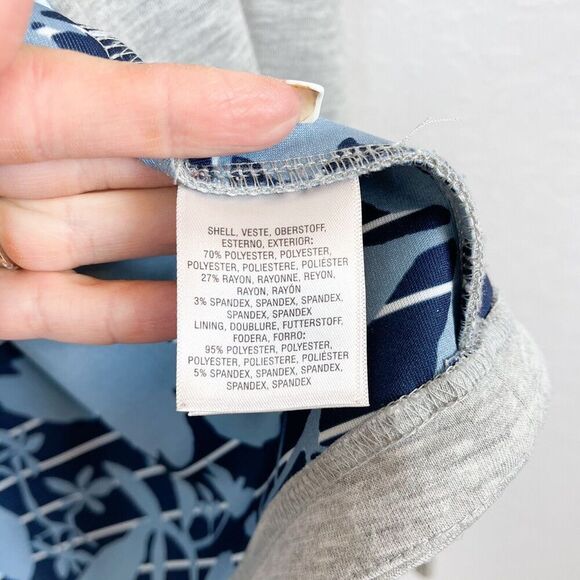 SHELL, VESTE, OBERSTOFF,
ESTERNO, EXTERIOR:
70% POLYESTER, POLYESTER,
POLYESTER, POLIESTERE, POLIÉSTER
27% RAYON, RAYONNE, REYON,
RAYON, RAYÓN
3% SPANDEX, SPANDEX, SPANDEX,
SPANDEX, SPANDEX
LINING, DOUBLURE, FUTTERSTOFF,
FODERA, FORRO:
95% POLYESTER, POLYESTER,
POLYESTER, POLIESTERE, POLIÉSTER
5% SPANDEX, SPANDEX, SPANDEX,
SPANDEX, SPANDEX